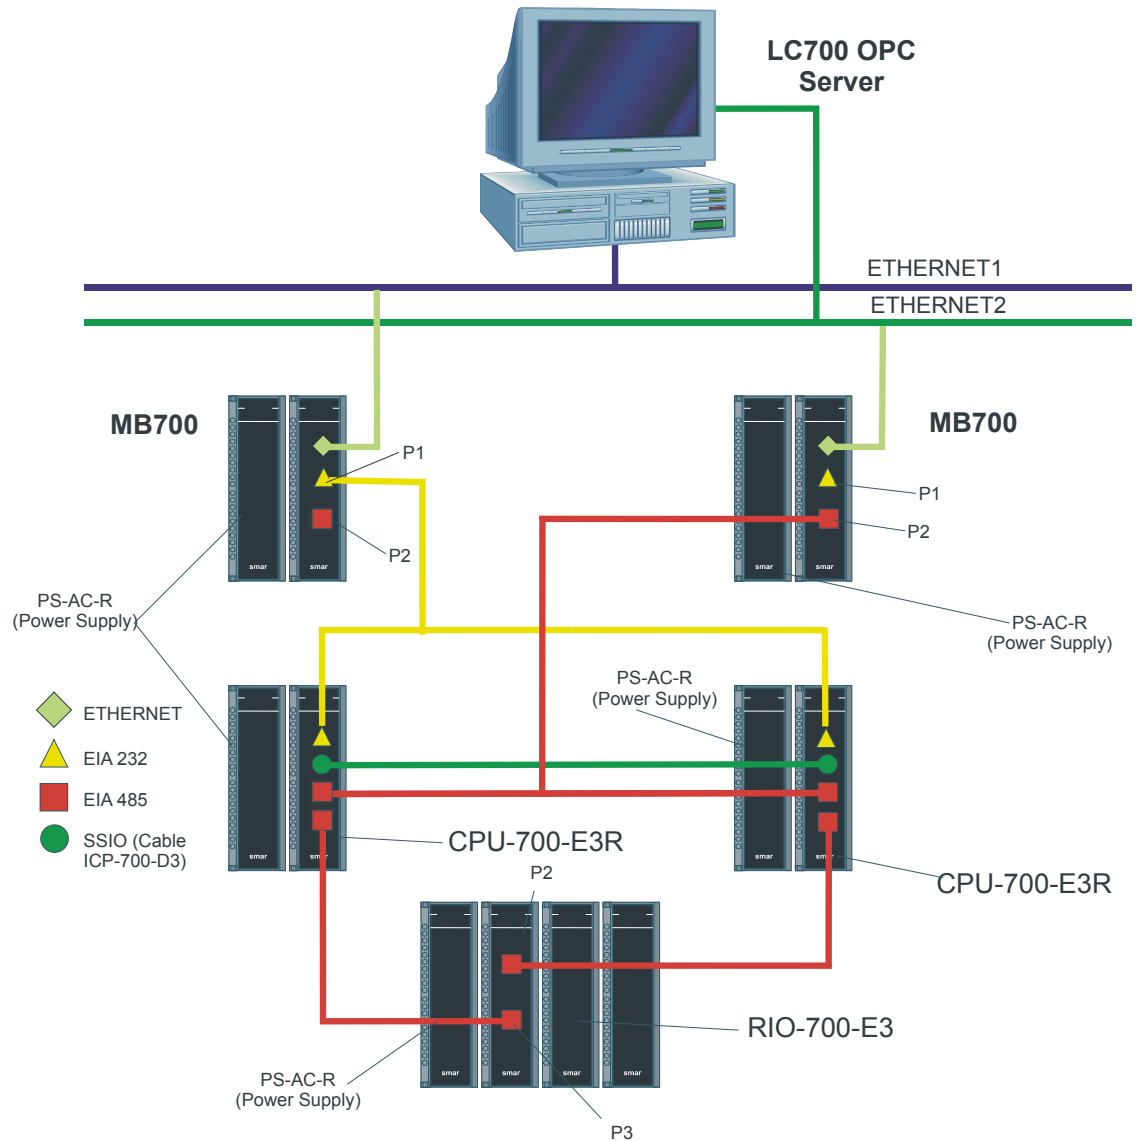 LC700 OPC
Server
ETHERNET1
ETHERNET2
MB700
MB700
P1
P1
P2
P2
smar
smar
smar
smar
PS-AC-R
(Power Supply)
PS-AC-R
(Power Supply)
PS-AC-R
(Power Supply)
ETHERNET
EIA 232
EIA 485
SSIO (Cable
ICP-700-D3)
smar
smar
smar
smar
CPU-700-E3R
CPU-700-E3R
P2
RIO-700-E3
smar
smar
smar
smar
PS-AC-R
(Power Supply)
P3